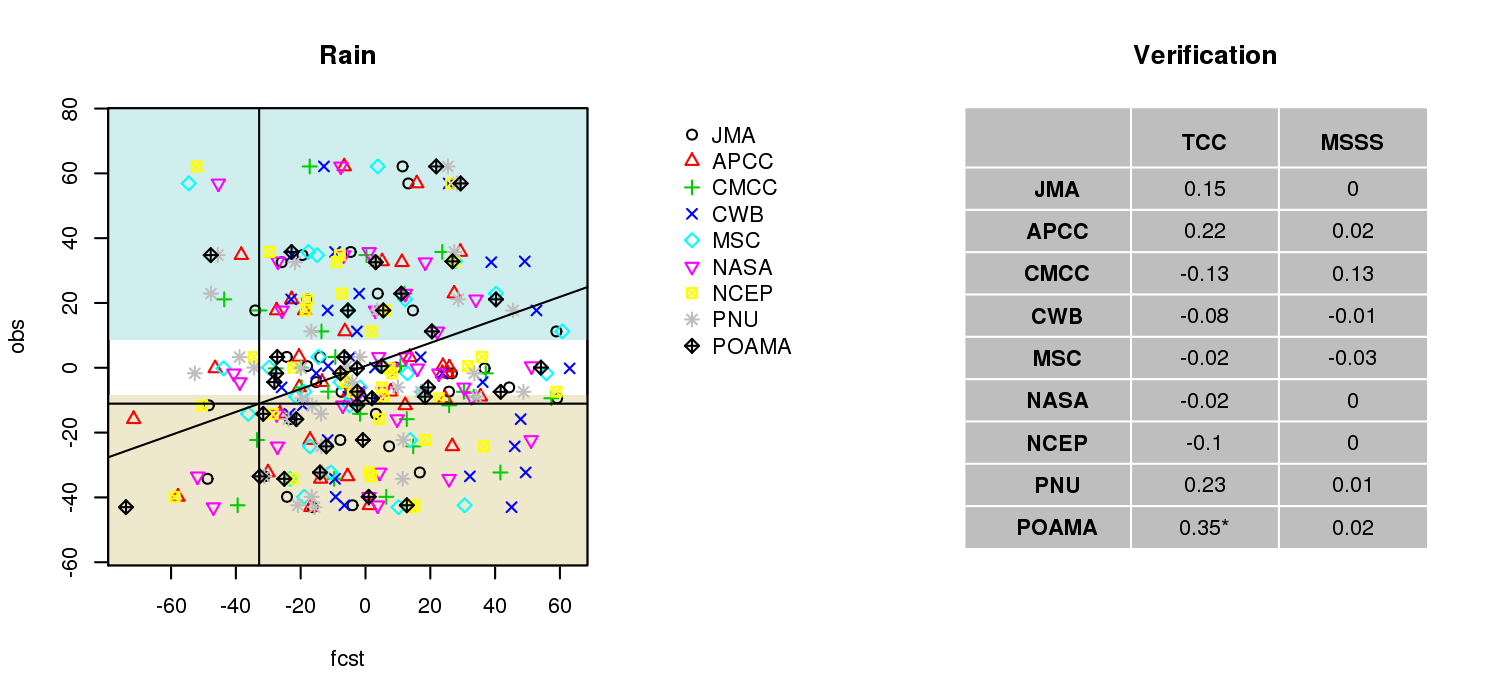 Rain
Verification
80
60
40
20
0
-20
-40
-60
obs
-60 -40 -20 0 20 40 60
fcst
JMA
APCC
CMCC
CWB
MSC
NASA
NCEP
PNU
POAMA
TCC MSSS
JMA 0.15 0
APCC 0.22 0.02
CMCC -0.13 0.13
CWB -0.08 -0.01
MSC -0.02 -0.03
NASA -0.02 0
NCEP -0.1 0
PNU 0.23 0.01
POAMA 0.35* 0.02